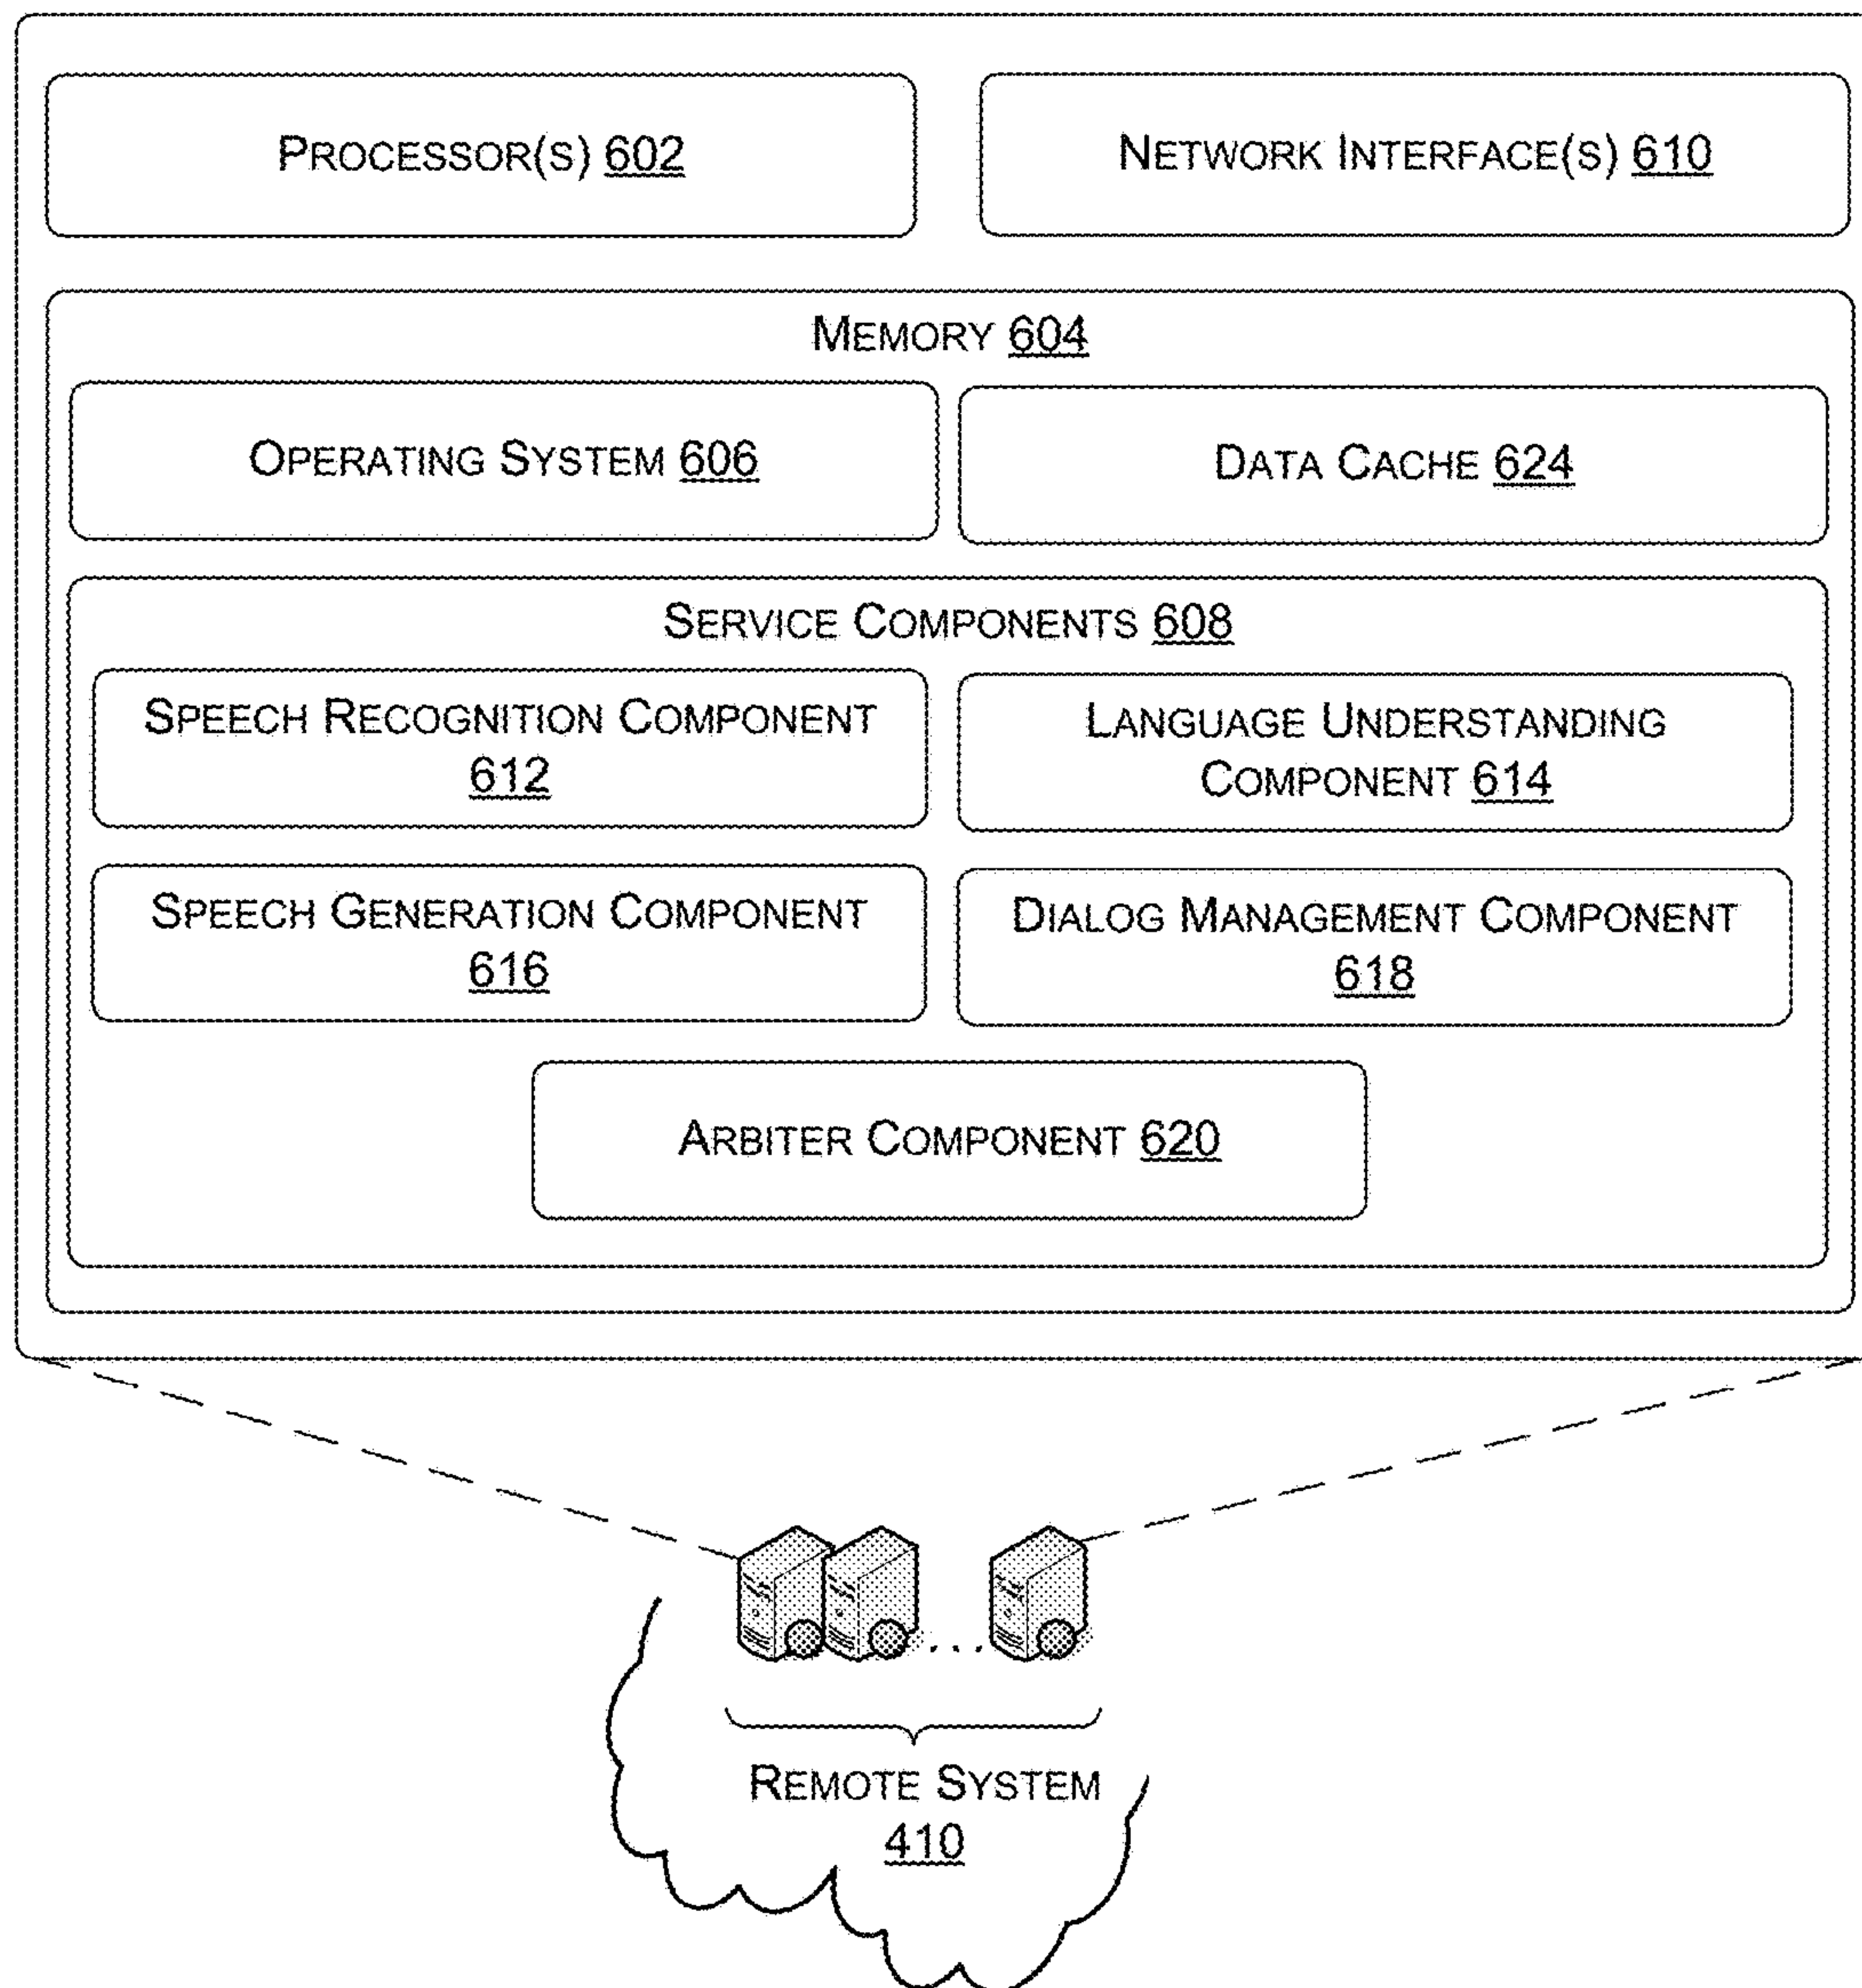 PROCESSOR(S) 602
NETWORK INTERFACE(S) 610
MEMORY 604
OPERATING SYSTEM 606
DATA CACHE 624
SERVICE COMPONENTS 608
SPEECH RECOGNITION COMPONENT
612
LANGUAGE UNDERSTANDING
COMPONENT 614
SPEECH GENERATION COMPONENT
616
DIALOG MANAGEMENT COMPONENT
618
ARBITER COMPONENT 620
...
REMOTE SYSTEM
410